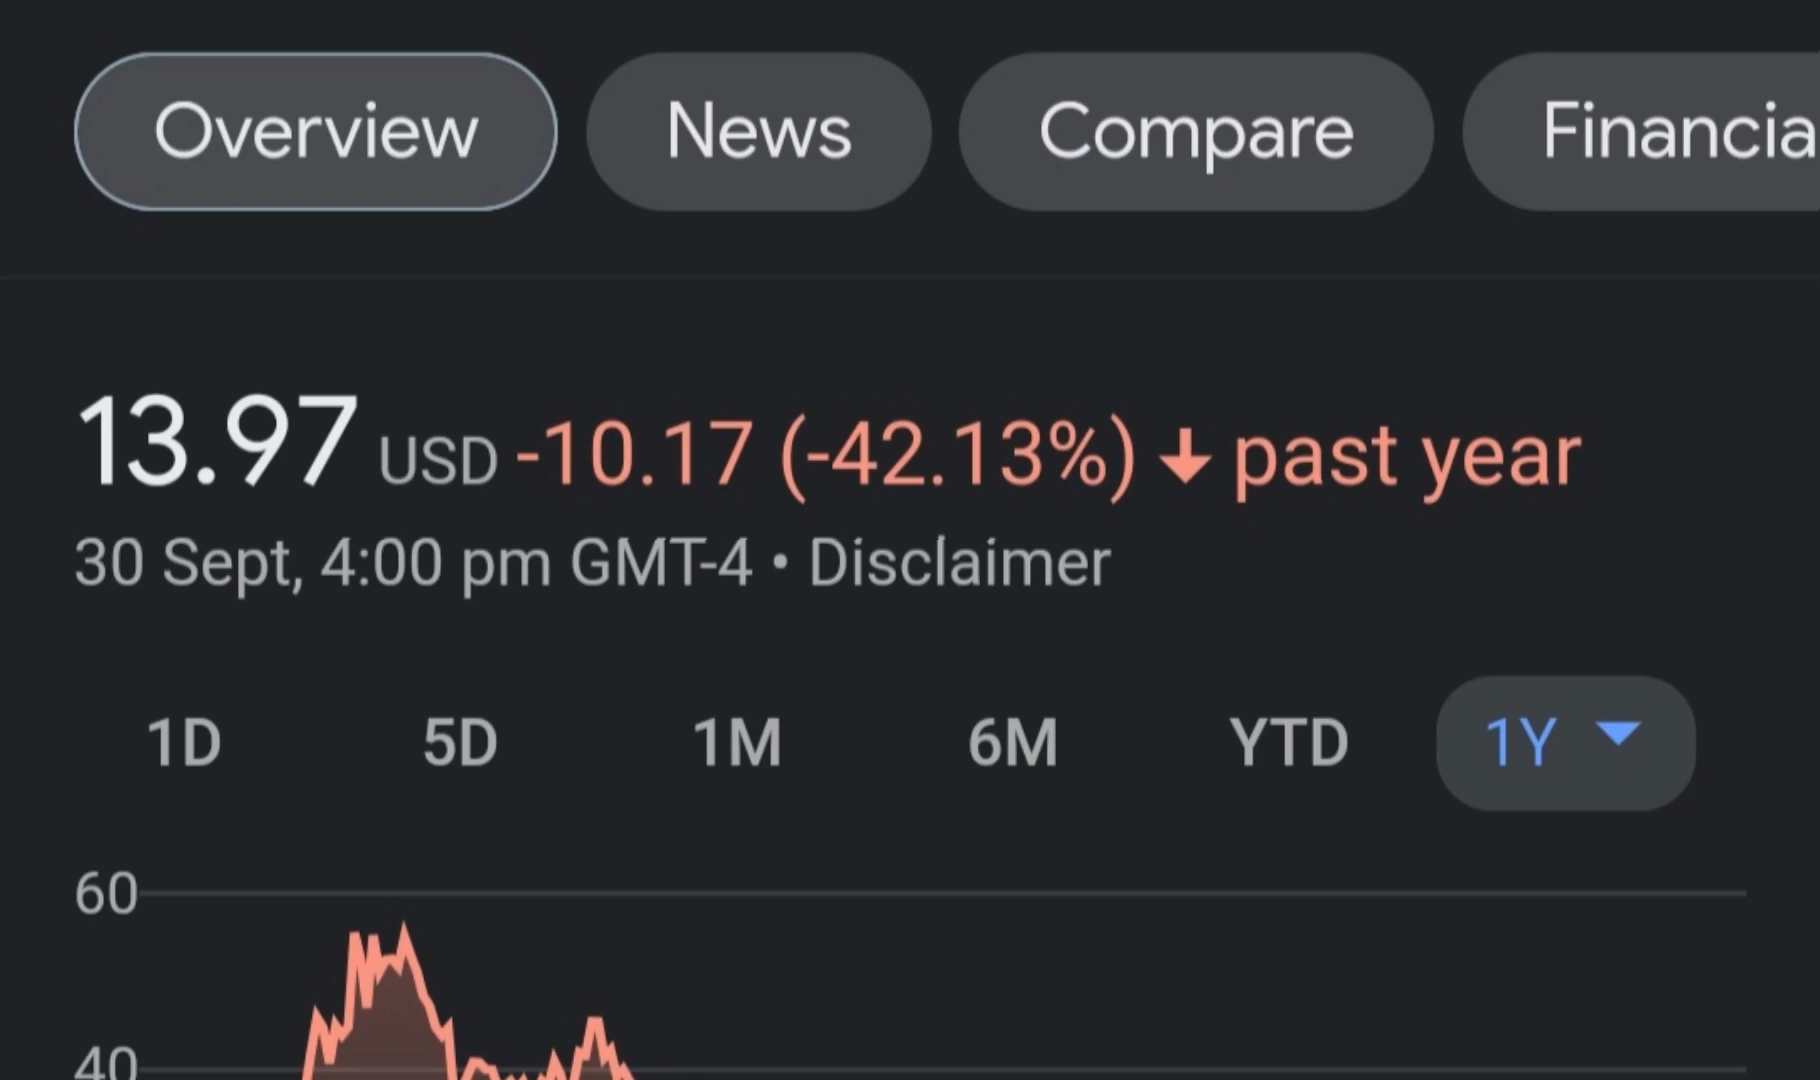 Overview News Compare Financia
13.97 USD -10.17 (-42.13%) ↓ past year
30 Sept, 4:00 pm GMT-4 • Disclaimer
1D 5D 1M 6M YTD 1Y
60
40